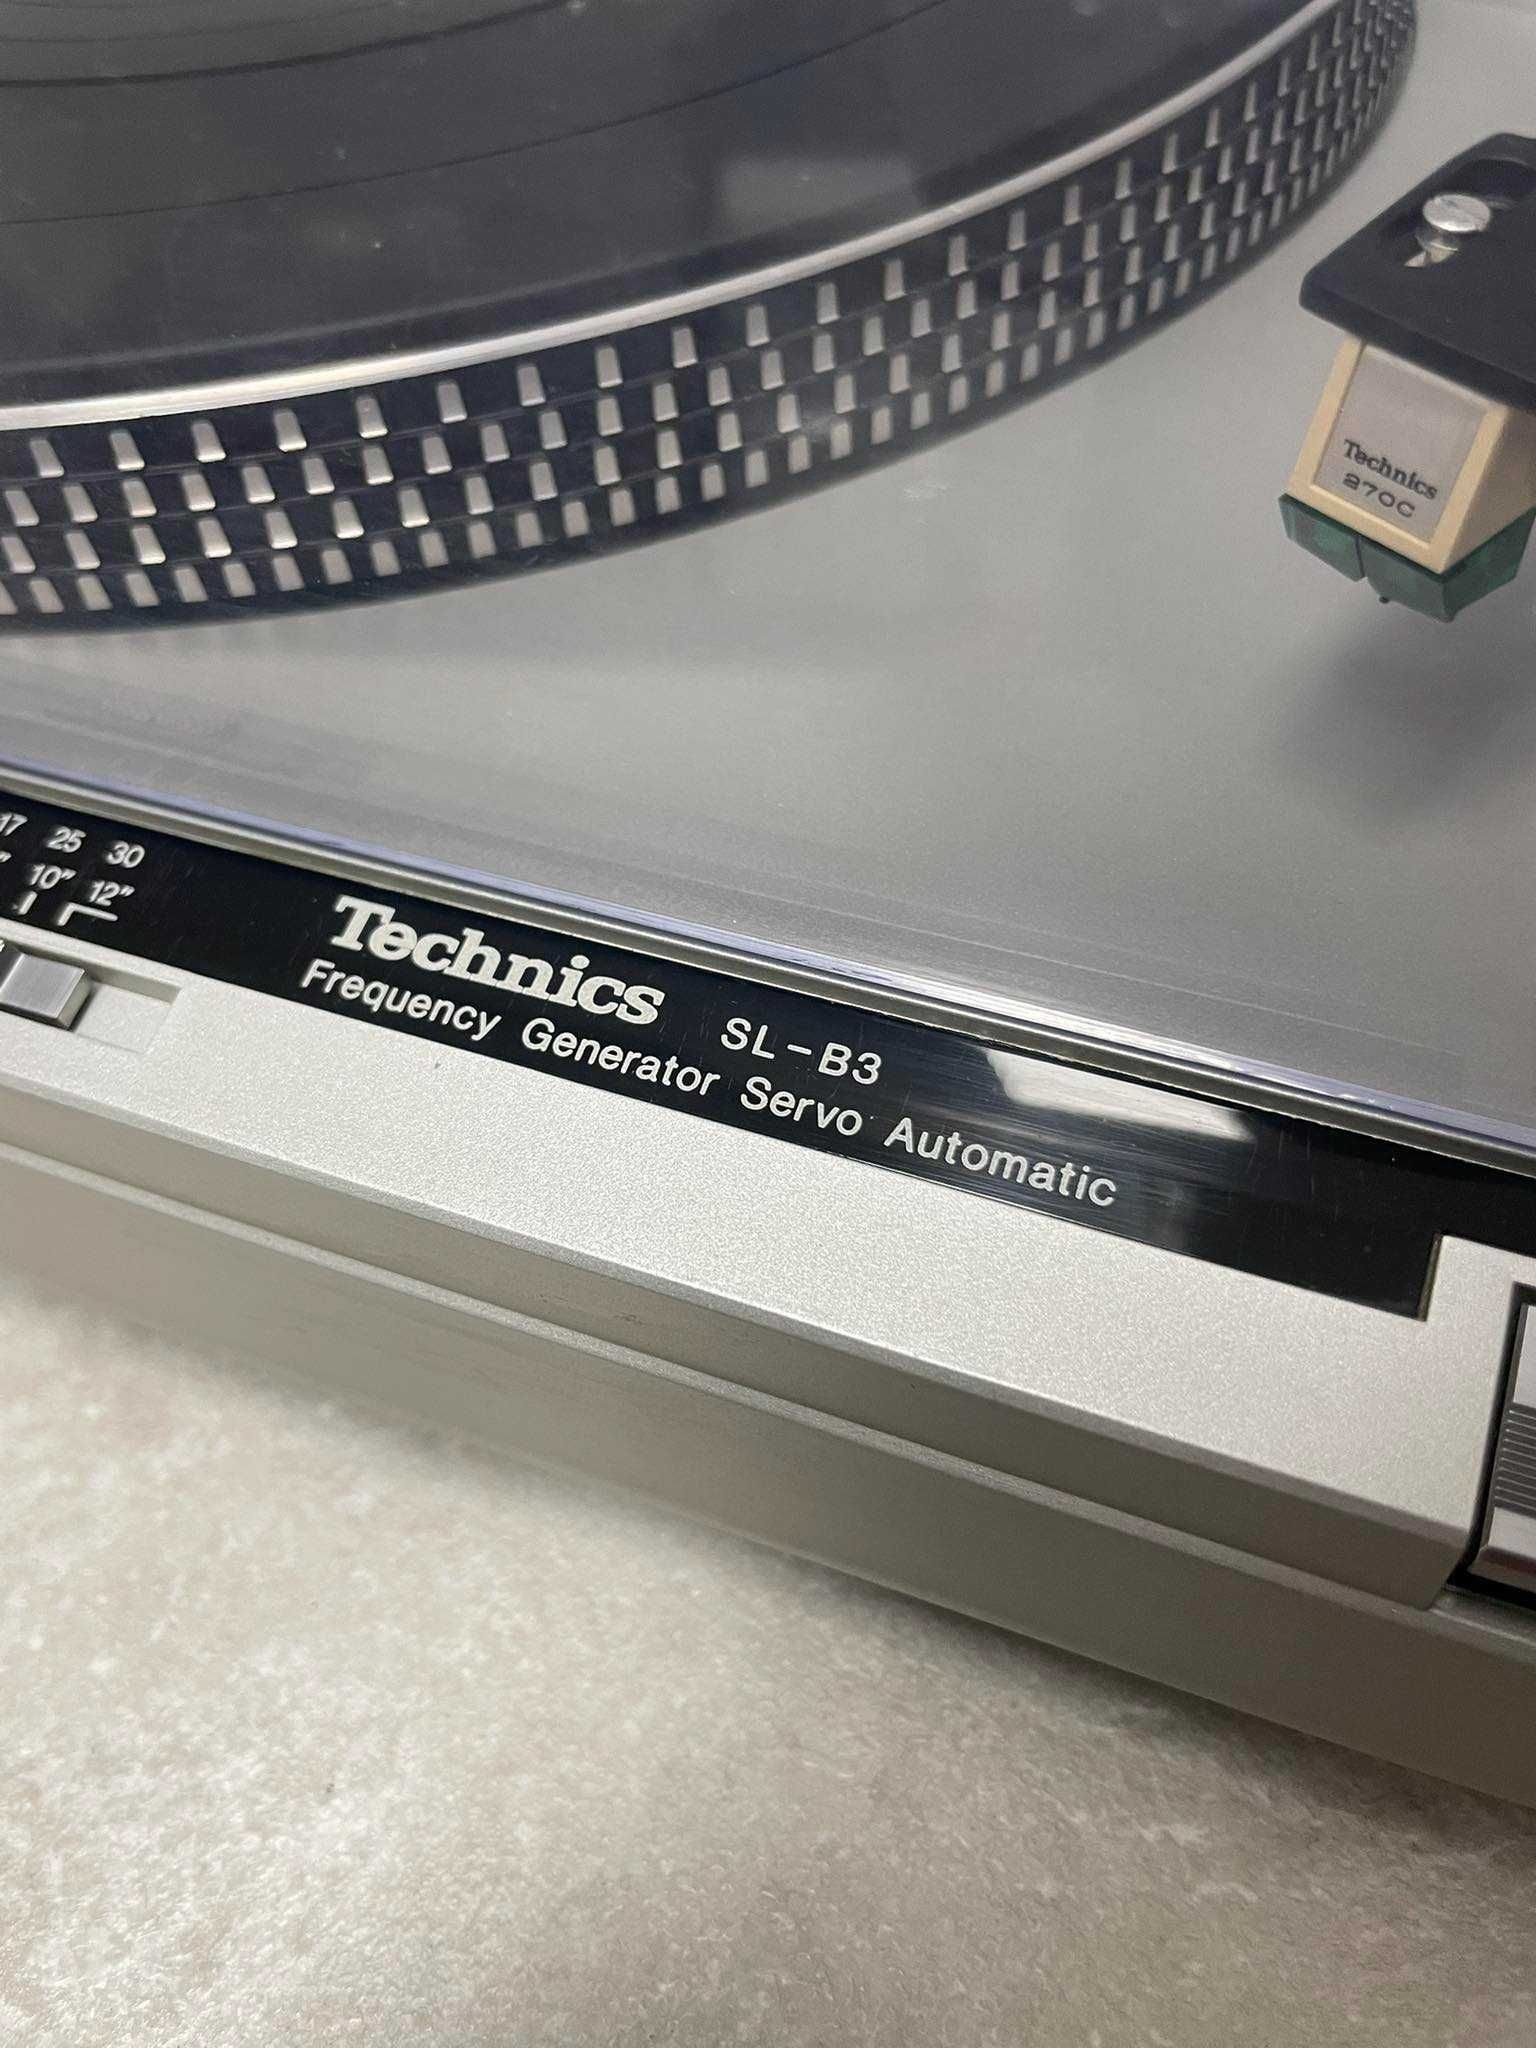 Technics
270C
17 25 30
" 10" 12"
Technics SL-B3
Frequency Generator Servo Automatic